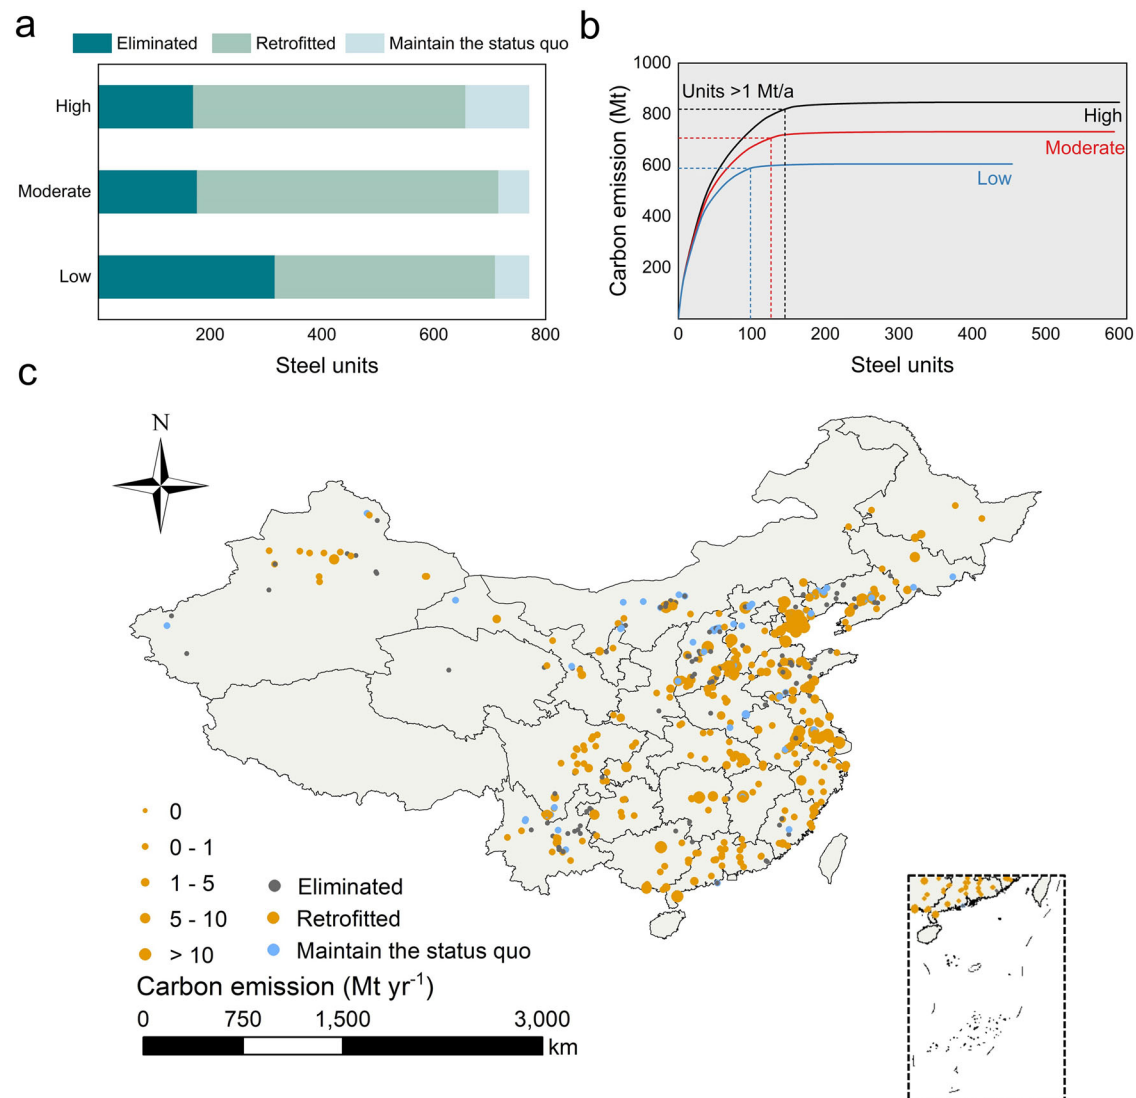 a
Eliminated Retrofitted Maintain the status quo
High
Moderate
Low
200 400 600 800
Steel units
b
Carbon emission (Mt)
1000
800
600
400
200
Units >1 Mt/a
High
Moderate
Low
0 100 200 300 400 500 600
Steel units
c
N
0
0 - 1
1 - 5
5 - 10
> 10
Eliminated
Retrofitted
Maintain the status quo
Carbon emission (Mt yr⁻¹)
0 750 1,500 3,000
km